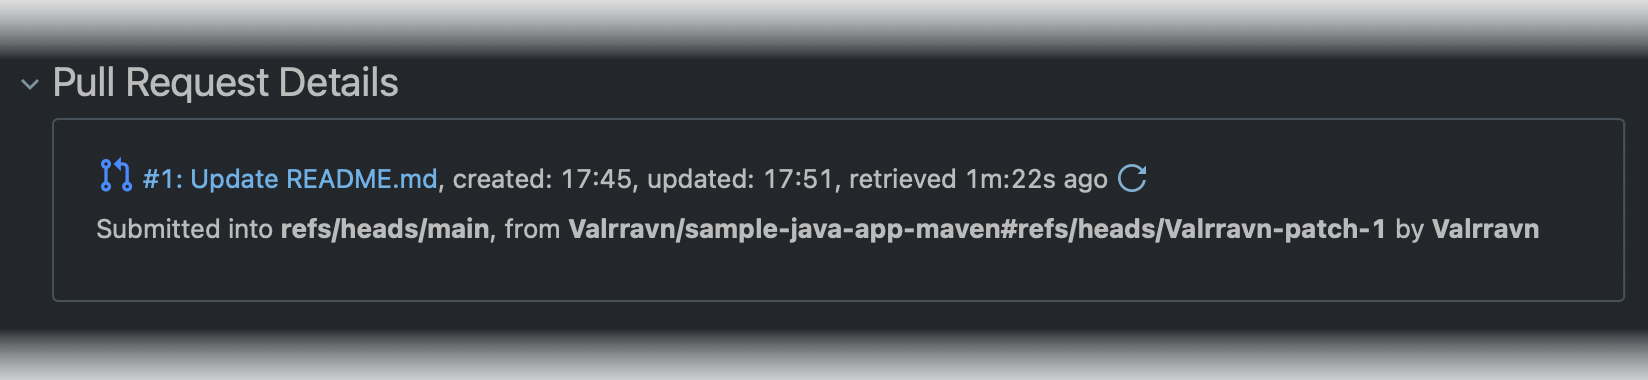 Pull Request Details
#1: Update README.md, created: 17:45, updated: 17:51, retrieved 1m:22s ago
Submitted into refs/heads/main, from Valrravn/sample-java-app-maven#refs/heads/Valrravn-patch-1 by Valrravn